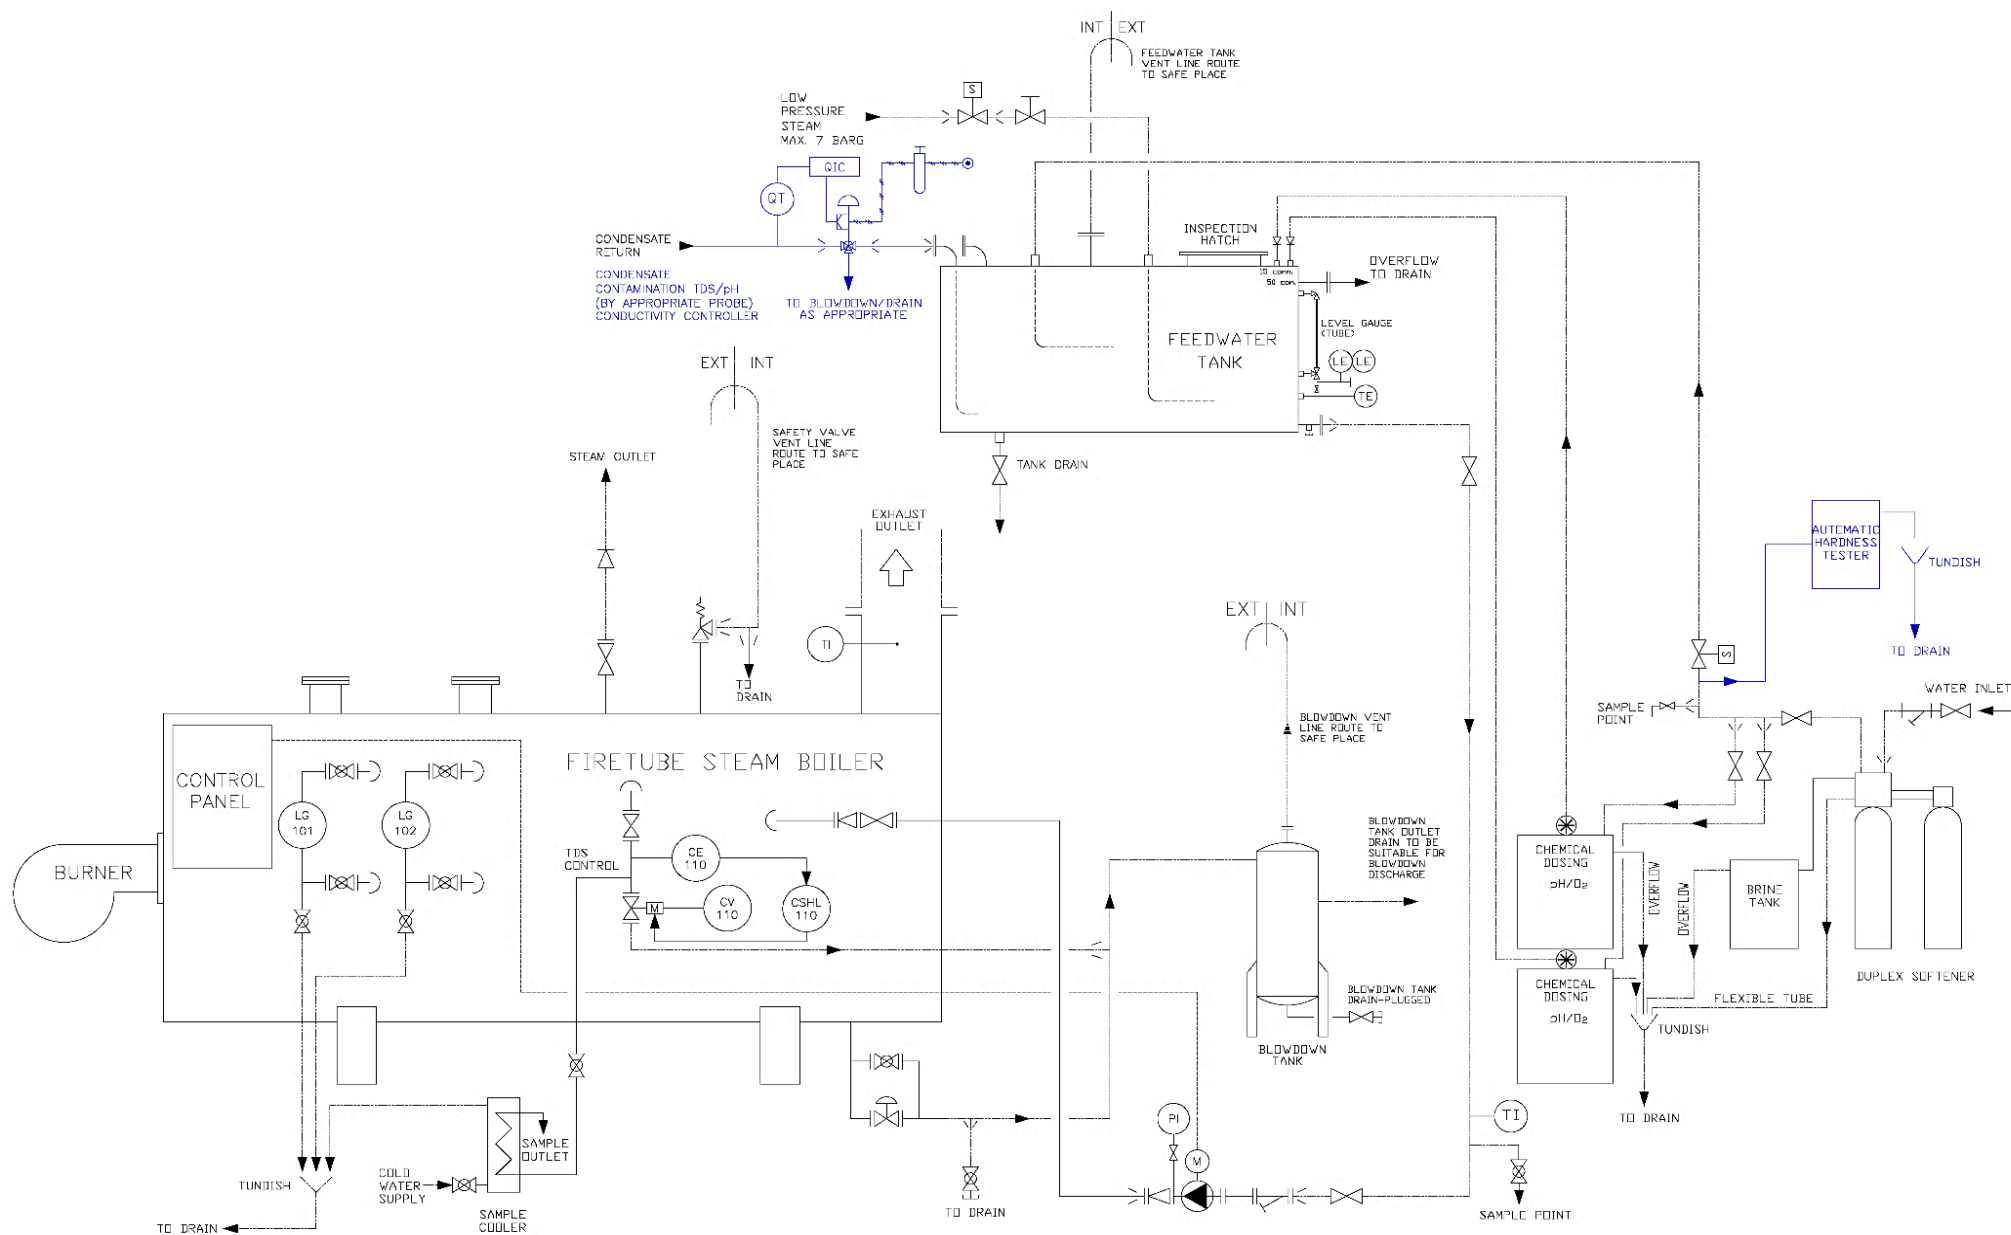 INT EXT
FEEDWATER TANK
VENT LINE ROUTE
TO SAFE PLACE
S
LOW
PRESSURE
STEAM
MAX. 7 BARG
QIC
QT
CONDENSATE
RETURN
CONDENSATE
CONTAMINATION TDS/pH
(BY APPROPRIATE PROBE)
CONDUCTIVITY CONTROLLER
TO BLOWDOWN/DRAIN
AS APPROPRIATE
INSPECTION
HATCH
OVERFLOW
TO DRAIN
15 conn.
50 con.
LEVEL GAUGE
(TUBE)
LE LE
TE
FEEDWATER
TANK
TANK DRAIN
EXT INT
SAFETY VALVE
VENT LINE
ROUTE TO SAFE
PLACE
STEAM OUTLET
EXHAUST
OUTLET
TI
TO
DRAIN
EXT INT
BLOWDOWN VENT
LINE ROUTE TO
SAFE PLACE
AUTOMATIC
HARDNESS
TESTER
TUNDISH
TO DRAIN
S
SAMPLE
POINT
WATER INLET
CONTROL
PANEL
FIRETUBE STEAM BOILER
BURNER
LG
101
LG
102
TDS
CONTROL
CE
110
CV
110
CSHL
110
M
BLOWDOWN
TANK OUTLET
DRAIN TO BE
SUITABLE FOR
BLOWDOWN
DISCHARGE
CHEMICAL
DOSING
pH/O₂
OVERFLOW
OVERFLOW
BRINE
TANK
DUPLEX SOFTENER
CHEMICAL
DOSING
pH/O₂
FLEXIBLE TUBE
TUNDISH
TO DRAIN
BLOWDOWN TANK
DRAIN-PLUGGED
BLOWDOWN
TANK
SAMPLE
OUTLET
COLD
WATER
SUPPLY
SAMPLE
COOLER
TUNDISH
TO DRAIN
TO DRAIN
PI
M
TI
SAMPLE POINT